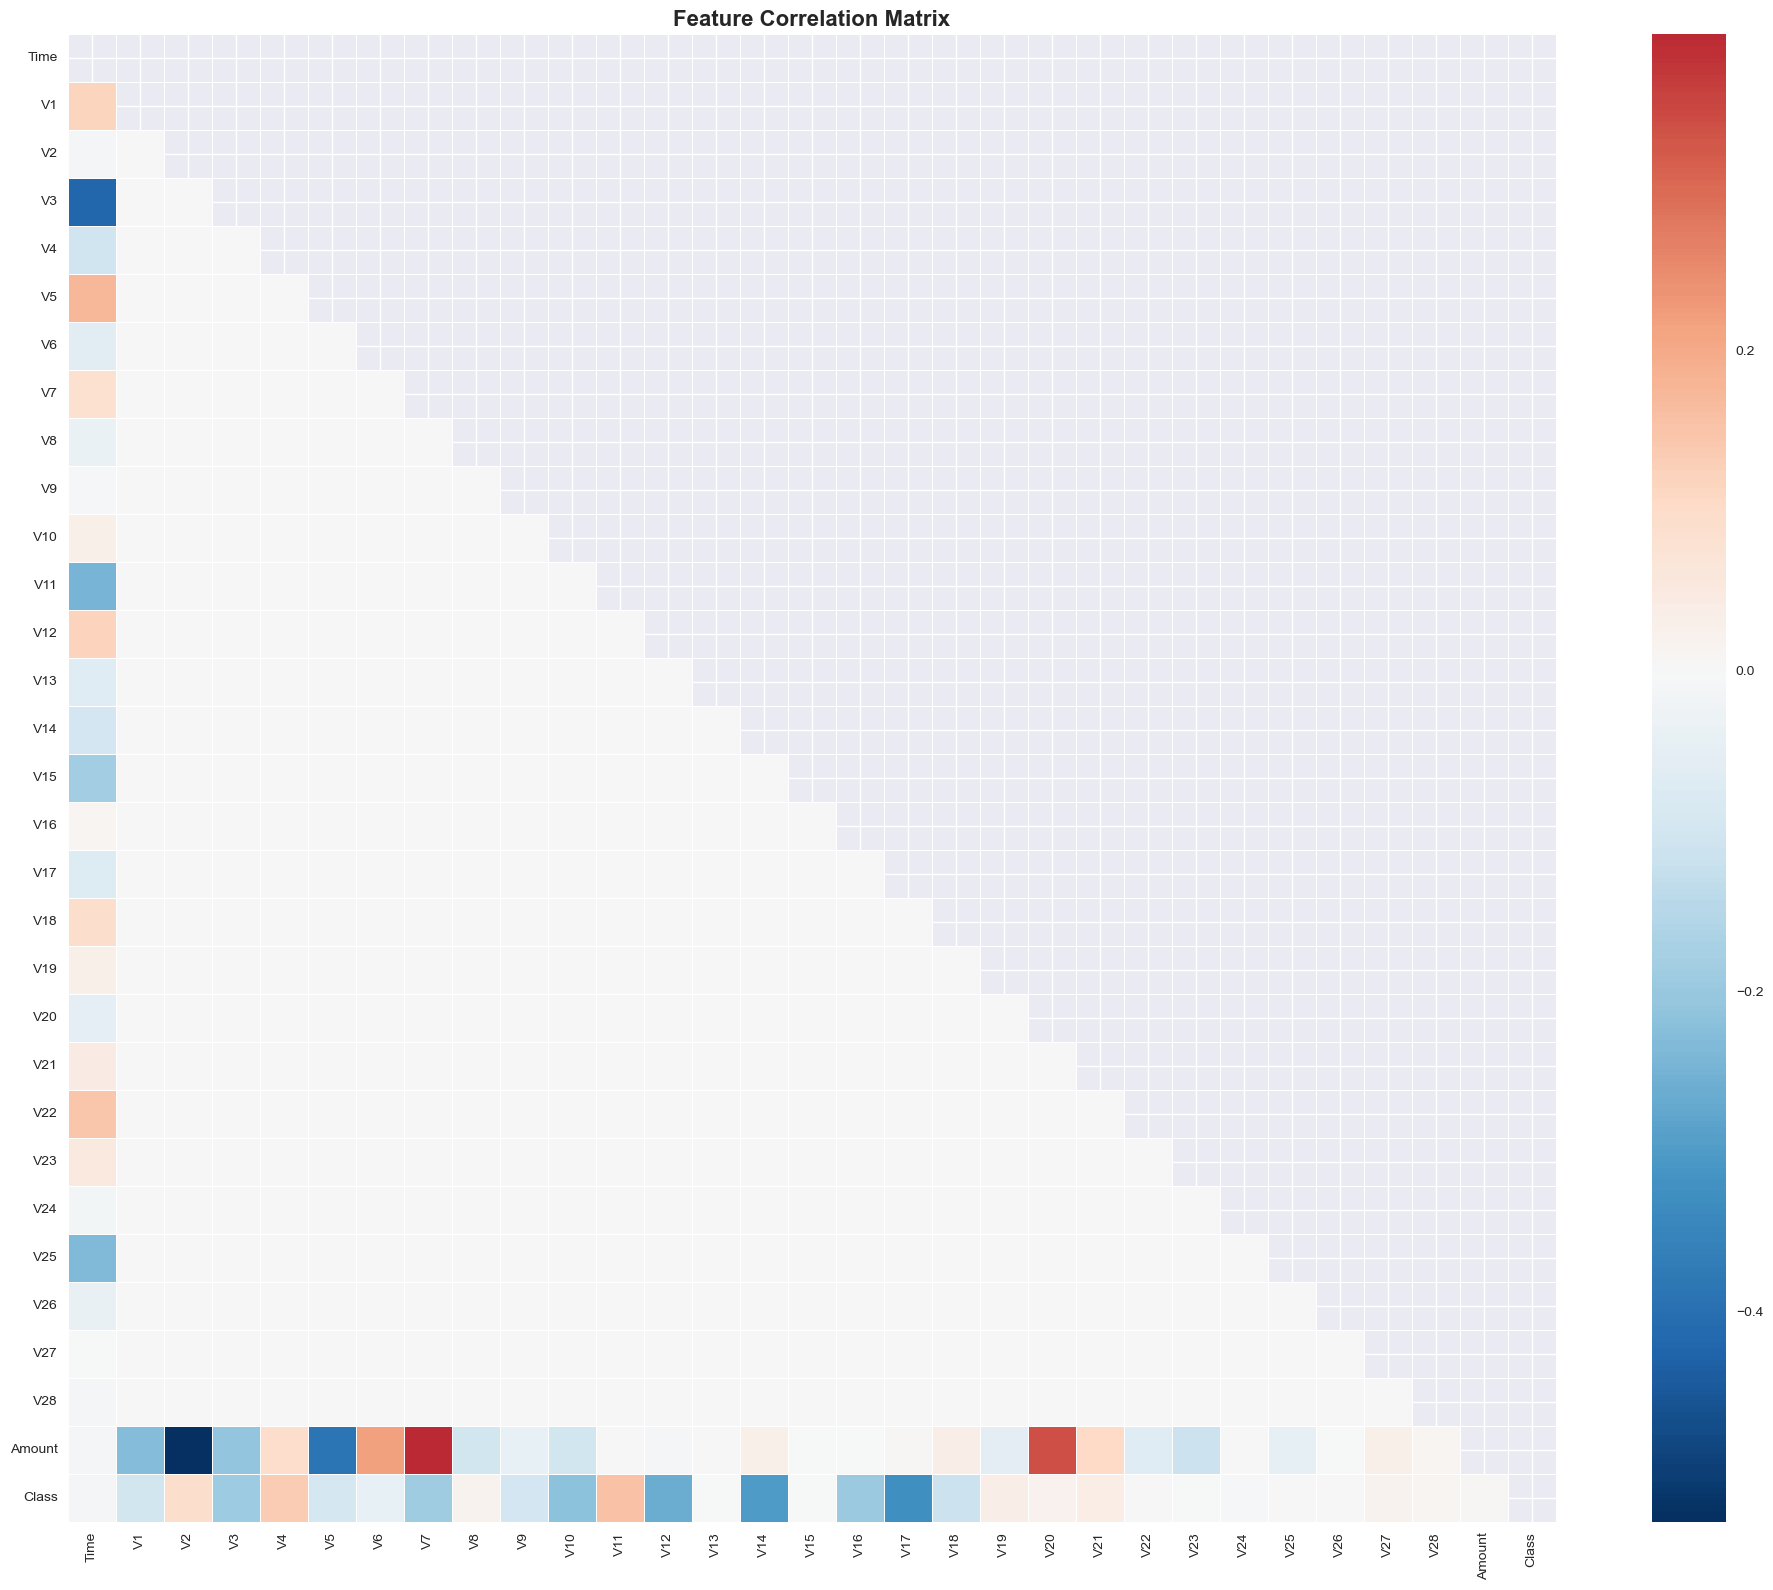 Feature Correlation Matrix
Time
V1
V2
V3
V4
V5
V6
V7
V8
V9
V10
V11
V12
V13
V14
V15
V16
V17
V18
V19
V20
V21
V22
V23
V24
V25
V26
V27
V28
Amount
Class
Time V1 V2 V3 V4 V5 V6 V7 V8 V9 V10 V11 V12 V13 V14 V15 V16 V17 V18 V19 V20 V21 V22 V23 V24 V25 V26 V27 V28 Amount Class
0.2
0.0
−0.2
−0.4